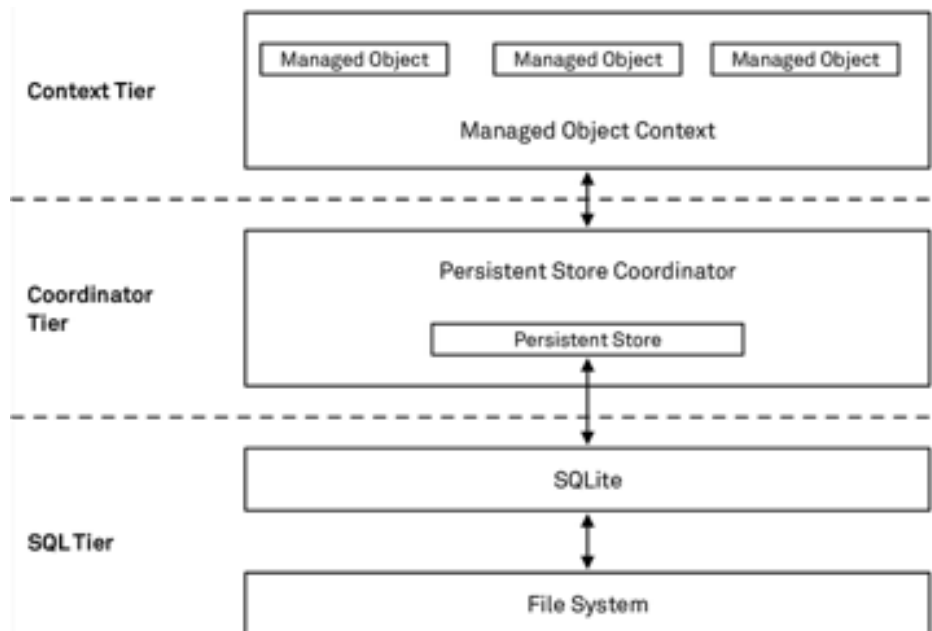 Managed Object
Managed Object
Managed Object
Context Tier
Managed Object Context
Persistent Store Coordinator
Coordinator
Tier
Persistent Store
SQLite
SQL Tier
File System